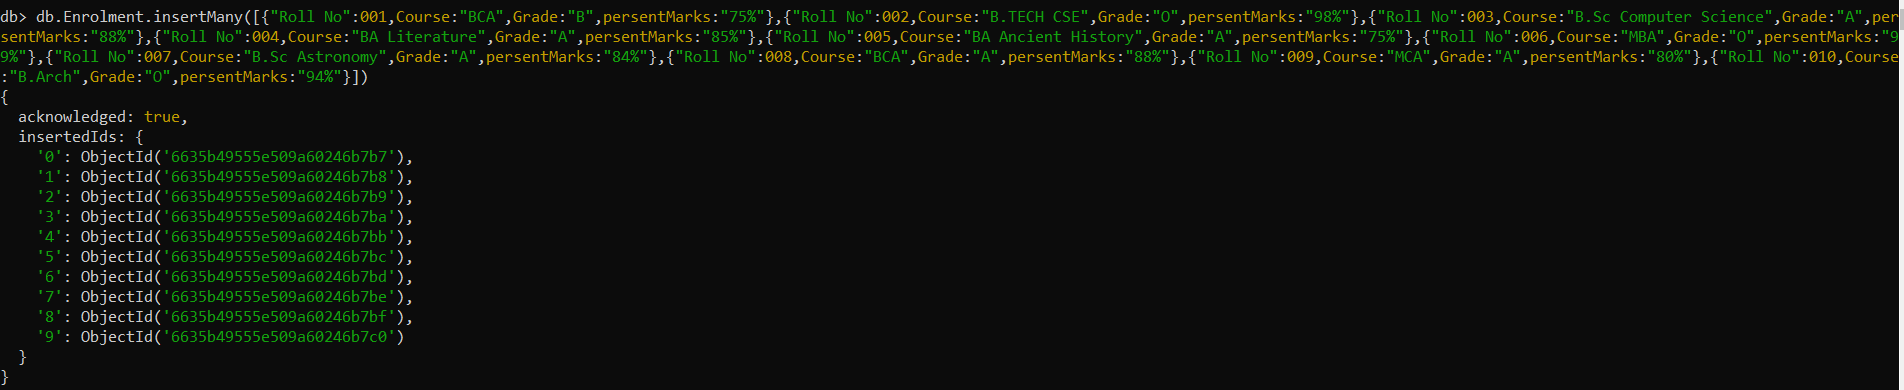 db> db.Enrolment.insertMany([{"Roll No":001,Course:"BCA",Grade:"B",persentMarks:"75%"},{"Roll No":002,Course:"B.TECH CSE",Grade:"O",persentMarks:"98%"},{"Roll No":003,Course:"B.Sc Computer Science",Grade:"A",per
sentMarks:"88%"},{"Roll No":004,Course:"BA Literature",Grade:"A",persentMarks:"85%"},{"Roll No":005,Course:"BA Ancient History",Grade:"A",persentMarks:"75%"},{"Roll No":006,Course:"MBA",Grade:"O",persentMarks:"9
9%"},{"Roll No":007,Course:"B.Sc Astronomy",Grade:"A",persentMarks:"84%"},{"Roll No":008,Course:"BCA",Grade:"A",persentMarks:"88%"},{"Roll No":009,Course:"MCA",Grade:"A",persentMarks:"80%"},{"Roll No":010,Course
:"B.Arch",Grade:"O",persentMarks:"94%"}])
{
  acknowledged: true,
  insertedIds: {
    '0': ObjectId('6635b49555e509a60246b7b7'),
    '1': ObjectId('6635b49555e509a60246b7b8'),
    '2': ObjectId('6635b49555e509a60246b7b9'),
    '3': ObjectId('6635b49555e509a60246b7ba'),
    '4': ObjectId('6635b49555e509a60246b7bb'),
    '5': ObjectId('6635b49555e509a60246b7bc'),
    '6': ObjectId('6635b49555e509a60246b7bd'),
    '7': ObjectId('6635b49555e509a60246b7be'),
    '8': ObjectId('6635b49555e509a60246b7bf'),
    '9': ObjectId('6635b49555e509a60246b7c0')
  }
}